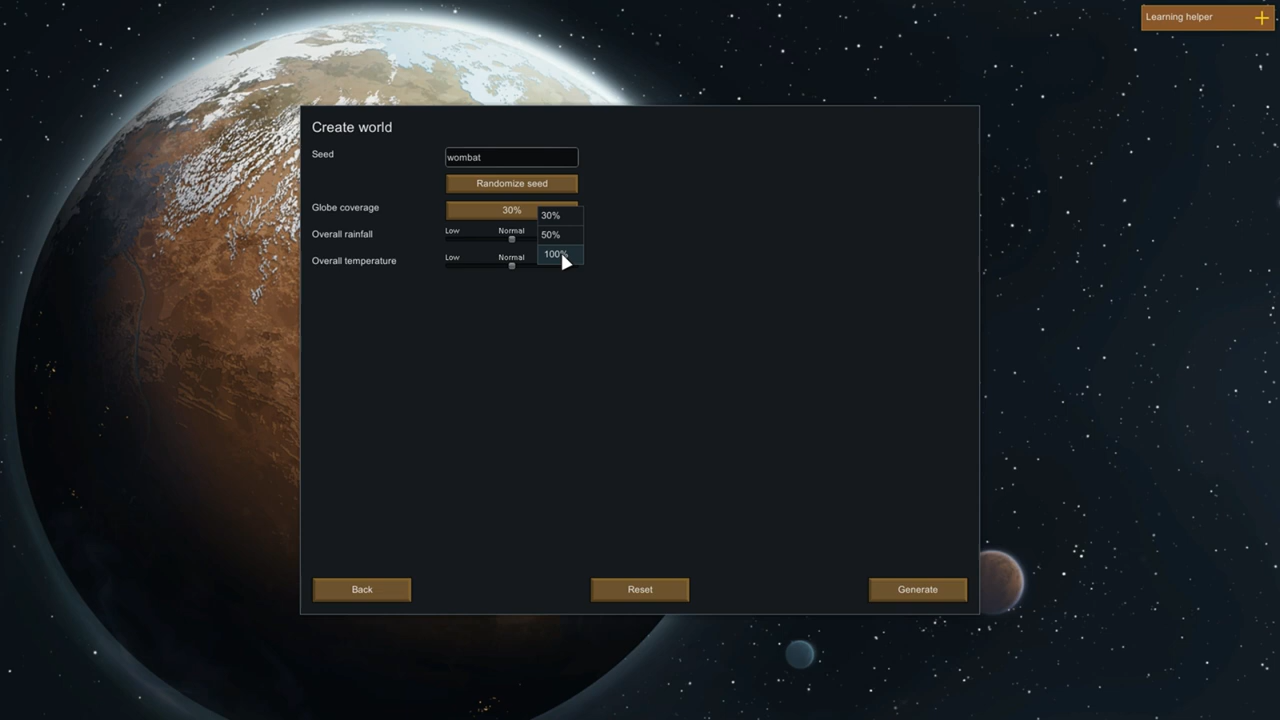 Learning helper
Create world
Seed
wombat
Randomize seed
Globe coverage
30%
30%
50%
100%
Overall rainfall
Low
Normal
Overall temperature
Low
Normal
Back
Reset
Generate